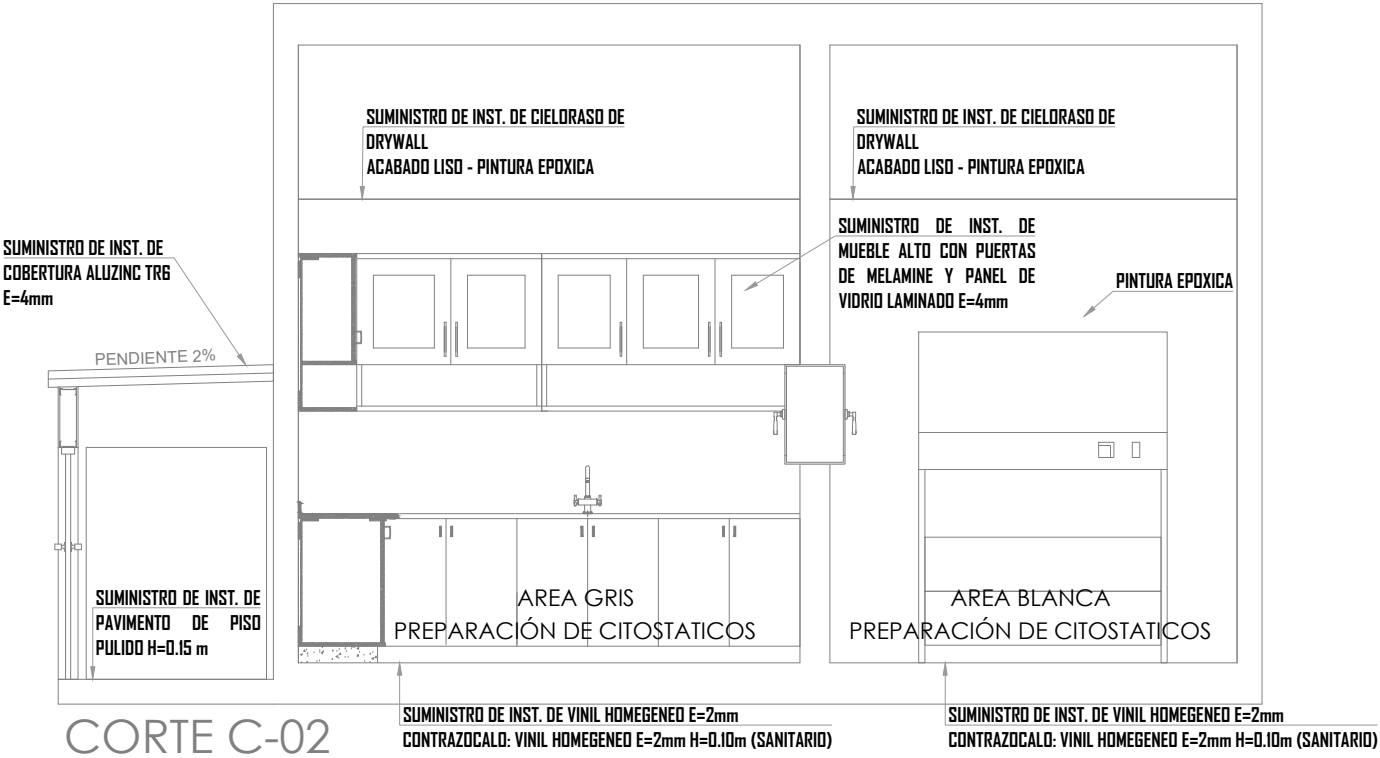 SUMINISTRO DE INST. DE CIELORASO DE
DRYWALL
ACABADO LISO - PINTURA EPOXICA
SUMINISTRO DE INST. DE CIELORASO DE
DRYWALL
ACABADO LISO - PINTURA EPOXICA
SUMINISTRO DE INST. DE
COBERTURA ALUZINC TR6
E=4mm
SUMINISTRO DE INST. DE
MUEBLE ALTO CON PUERTAS
DE MELAMINE Y PANEL DE
VIDRIO LAMINADO E=4mm
PINTURA EPOXICA
PENDIENTE 2%
SUMINISTRO DE INST. DE
PAVIMENTO DE PISO
PULIDO H=0.15 m
AREA GRIS
PREPARACIÓN DE CITOSTATICOS
AREA BLANCA
PREPARACIÓN DE CITOSTATICOS
CORTE C-02
SUMINISTRO DE INST. DE VINIL HOMEGENEO E=2mm
CONTRAZOCALO: VINIL HOMEGENEO E=2mm H=0.10m (SANITARIO)
SUMINISTRO DE INST. DE VINIL HOMEGENEO E=2mm
CONTRAZOCALO: VINIL HOMEGENEO E=2mm H=0.10m (SANITARIO)